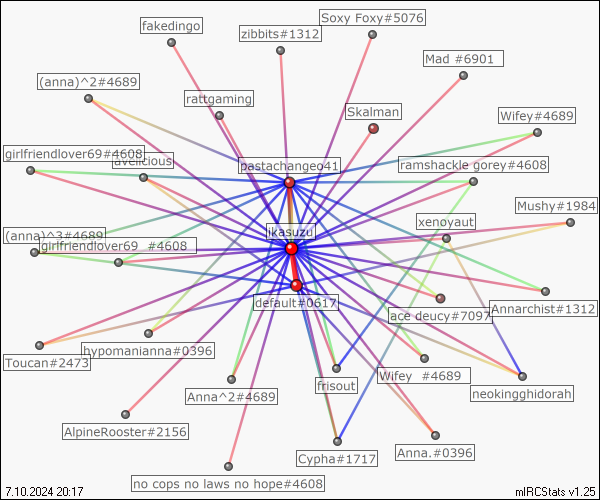 Soxy Foxy#5076
fakedingo
zibbits#1312
Mad #6901
(anna)^2#4689
rattgaming
Skalman
Wifey#4689
girlfriendlover69#4608
avelicious
pastachangeo41
ramshackle gorey#4608
Mushy#1984
xenoyaut
(anna)^3#4689
girlfriendlover69 #4608
ikasuzu
default#0617
ace deucy#7097
Annarchist#1312
Toucan#2473
hypomanianna#0396
frisout
Wifey #4689
neokingghidorah
Anna^2#4689
AlpineRooster#2156
Cypha#1717
Anna.#0396
no cops no laws no hope#4608
7.10.2024 20:17
mIRCStats v1.25